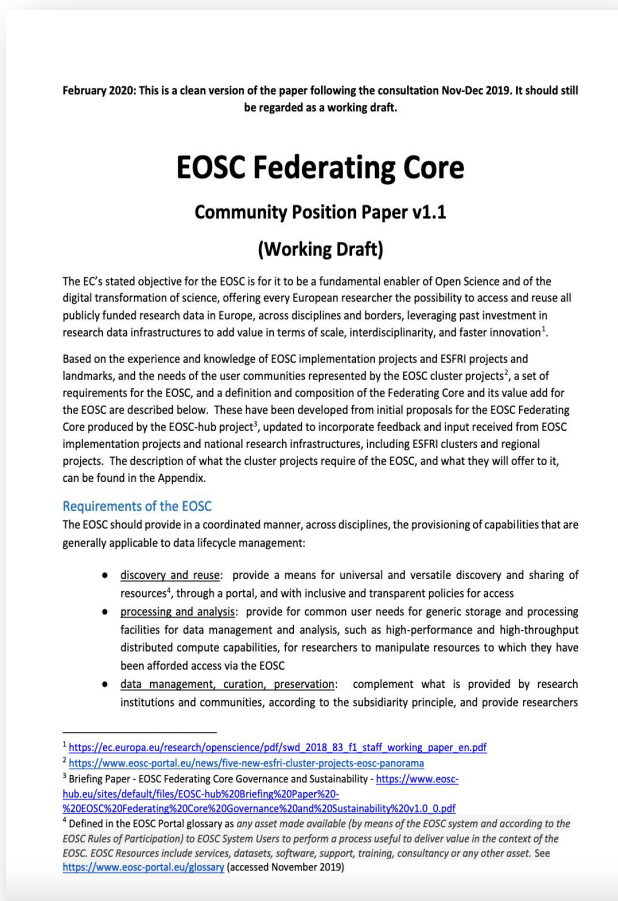 February 2020: This is a clean version of the paper following the consultation Nov-Dec 2019. It should still
be regarded as a working draft.
EOSC Federating Core
Community Position Paper v1.1
(Working Draft)
The EC's stated objective for the EOSC is for it to be a fundamental enabler of Open Science and of the
digital transformation of science, offering every European researcher the possibility to access and reuse all
publicly funded research data in Europe, across disciplines and borders, leveraging past investment in
research data infrastructures to add value in terms of scale, interdisciplinarity, and faster innovation¹.
Based on the experience and knowledge of EOSC implementation projects and ESFRI projects and
landmarks, and the needs of the user communities represented by the EOSC cluster projects², a set of
requirements for the EOSC, and a definition and composition of the Federating Core and its value add for
the EOSC are described below. These have been developed from initial proposals for the EOSC Federating
Core produced by the EOSC-hub project³, updated to incorporate feedback and input received from EOSC
implementation projects and national research infrastructures, including ESFRI clusters and regional
projects. The description of what the cluster projects require of the EOSC, and what they will offer to it,
can be found in the Appendix.
Requirements of the EOSC
The EOSC should provide in a coordinated manner, across disciplines, the provisioning of capabilities that are
generally applicable to data lifecycle management:
● discovery and reuse: provide a means for universal and versatile discovery and sharing of
resources⁴, through a portal, and with inclusive and transparent policies for access
● processing and analysis: provide for common user needs for generic storage and processing
facilities for data management and analysis, such as high-performance and high-throughput
distributed compute capabilities, for researchers to manipulate resources to which they have
been afforded access via the EOSC
● data management, curation, preservation: complement what is provided by research
institutions and communities, according to the subsidiarity principle, and provide researchers
¹ https://ec.europa.eu/research/openscience/pdf/swd_2018_83_f1_staff_working_paper_en.pdf
² https://www.eosc-portal.eu/news/five-new-esfri-cluster-projects-eosc-panorama
³ Briefing Paper - EOSC Federating Core Governance and Sustainability - https://www.eosc-
hub.eu/sites/default/files/EOSC-hub%20Briefing%20Paper%20-
%20EOSC%20Federating%20Core%20Governance%20and%20Sustainability%20v1.0_0.pdf
⁴ Defined in the EOSC Portal glossary as any asset made available (by means of the EOSC system and according to the
EOSC Rules of Participation) to EOSC System Users to perform a process useful to deliver value in the context of the
EOSC. EOSC Resources include services, datasets, software, support, training, consultancy or any other asset. See
https://www.eosc-portal.eu/glossary (accessed November 2019)